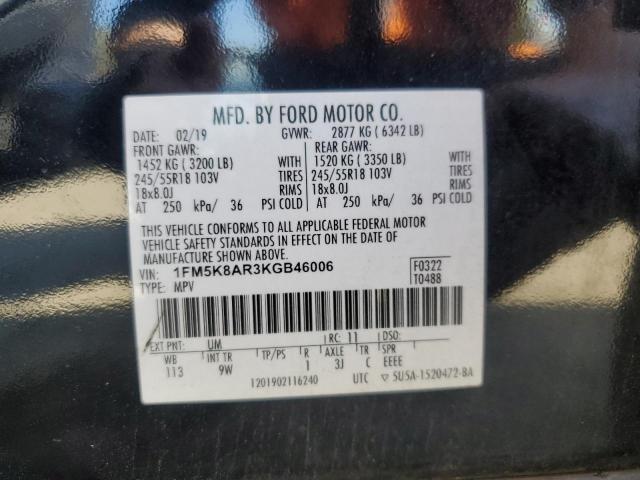 MFD. BY FORD MOTOR CO.
DATE: 02/19 GVWR: 2877 KG ( 6342 LB)
FRONT GAWR: REAR GAWR:
1452 KG ( 3200 LB) WITH 1520 KG ( 3350 LB) WITH
245/55R18 103V TIRES 245/55R18 103V TIRES
18x8.0J RIMS 18x8.0J RIMS
AT 250 kPa/ 36 PSI COLD AT 250 kPa/ 36 PSI COLD
THIS VEHICLE CONFORMS TO ALL APPLICABLE FEDERAL MOTOR
VEHICLE SAFETY STANDARDS IN EFFECT ON THE DATE OF
MANUFACTURE SHOWN ABOVE.
VIN: 1FM5K8AR3KGB46006 F0322
TYPE: MPV T0488
EXT PNT: UM RC: 11 DSO:
WB INT TR TP/PS R AXLE TR SPR
113 9W 1 3J C EEEE
1201902116240 UTC ▽ 5U5A-1520472-BA